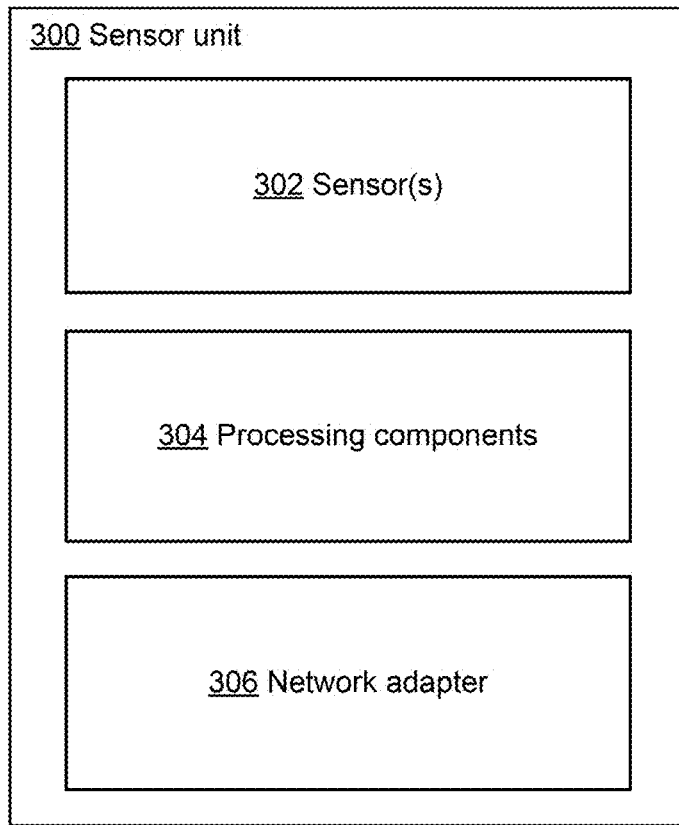 300 Sensor unit
302 Sensor(s)
304 Processing components
306 Network adapter